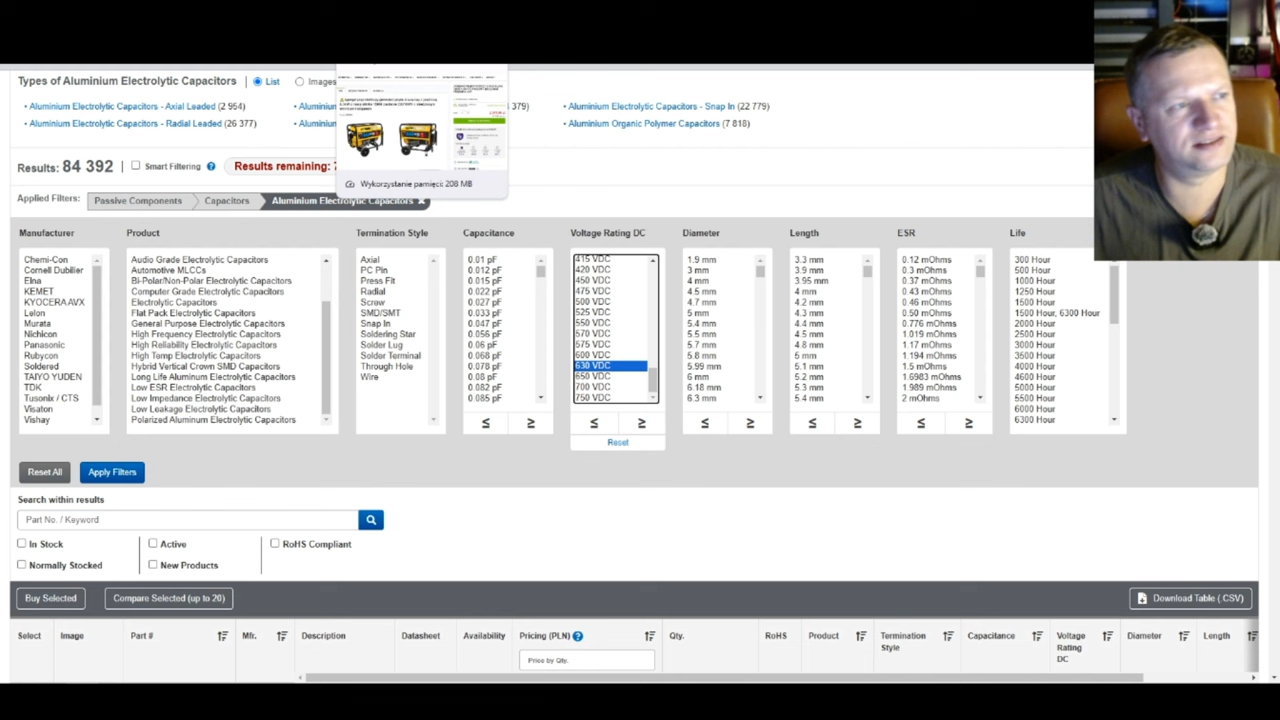 Types of Aluminium Electrolytic Capacitors List Images
• Aluminium Electrolytic Capacitors - Axial Leaded (2 954) • Aluminium 379) • Aluminium Electrolytic Capacitors - Snap In (22 779)
• Aluminium Electrolytic Capacitors - Radial Leaded (26 377) • Aluminium • Aluminium Organic Polymer Capacitors (7 818)
Results: 84 392 Smart Filtering ? Results remaining:
Wykorzystanie pamięci: 208 MB
Applied Filters: Passive Components Capacitors Aluminium Electrolytic Capacitors ×
Manufacturer Product Termination Style Capacitance Voltage Rating DC Diameter Length ESR Life
Chemi-Con Audio Grade Electrolytic Capacitors Axial 0.01 pF 415 VDC 1.9 mm 3.3 mm 0.12 mOhms 300 Hour
Cornell Dubilier Automotive MLCCs PC Pin 0.012 pF 420 VDC 3 mm 3.9 mm 0.3 mOhms 500 Hour
Elna Bi-Polar/Non-Polar Electrolytic Capacitors Press Fit 0.015 pF 450 VDC 4 mm 3.95 mm 0.37 mOhms 1000 Hour
KEMET Computer Grade Electrolytic Capacitors Radial 0.022 pF 475 VDC 4.5 mm 4 mm 0.43 mOhms 1250 Hour
KYOCERA AVX Electrolytic Capacitors Screw 0.027 pF 500 VDC 4.7 mm 4.2 mm 0.46 mOhms 1500 Hour
Lelon Flat Pack Electrolytic Capacitors SMD/SMT 0.033 pF 525 VDC 5 mm 4.3 mm 0.56 mOhms 1500 Hour, 6300 Hour
Murata General Purpose Electrolytic Capacitors Snap In 0.047 pF 550 VDC 5.4 mm 4.4 mm 0.776 mOhms 2000 Hour
Nichicon High Frequency Electrolytic Capacitors Soldering Star 0.056 pF 570 VDC 5.5 mm 4.5 mm 1.019 mOhms 2500 Hour
Panasonic High Reliability Electrolytic Capacitors Solder Lug 0.06 pF 575 VDC 5.7 mm 4.8 mm 1.17 mOhms 3000 Hour
Rubycon High Temp Electrolytic Capacitors Solder Terminal 0.068 pF 600 VDC 5.8 mm 5 mm 1.194 mOhms 3500 Hour
Soldered Hybrid Vertical Crown SMD Capacitors Through Hole 0.078 pF 630 VDC 5.99 mm 5.1 mm 1.5 mOhms 4000 Hour
TAIYO YUDEN Long Life Aluminum Electrolytic Capacitors Wire 0.08 pF 650 VDC 6 mm 5.2 mm 1.6983 mOhms 4600 Hour
TDK Low ESR Electrolytic Capacitors 0.082 pF 700 VDC 6.18 mm 5.3 mm 1.989 mOhms 5000 Hour
Tusonix / CTS Low Impedance Electrolytic Capacitors 0.085 pF 750 VDC 6.3 mm 5.4 mm 2 mOhms 5500 Hour
Visaton Low Leakage Electrolytic Capacitors 6000 Hour
Vishay Polarized Aluminum Electrolytic Capacitors 6300 Hour
≤ ≥ ≤ ≥ ≤ ≥ ≤ ≥ ≤ ≥
Reset
Reset All Apply Filters
Search within results
Part No. / Keyword
In Stock Active RoHS Compliant
Normally Stocked New Products
Buy Selected Compare Selected (up to 20) Download Table (.CSV)
Select Image Part # Mfr. Description Datasheet Availability Pricing (PLN) ? Qty. RoHS Product Termination Style Capacitance Voltage Rating DC Diameter Length
Price by Qty.